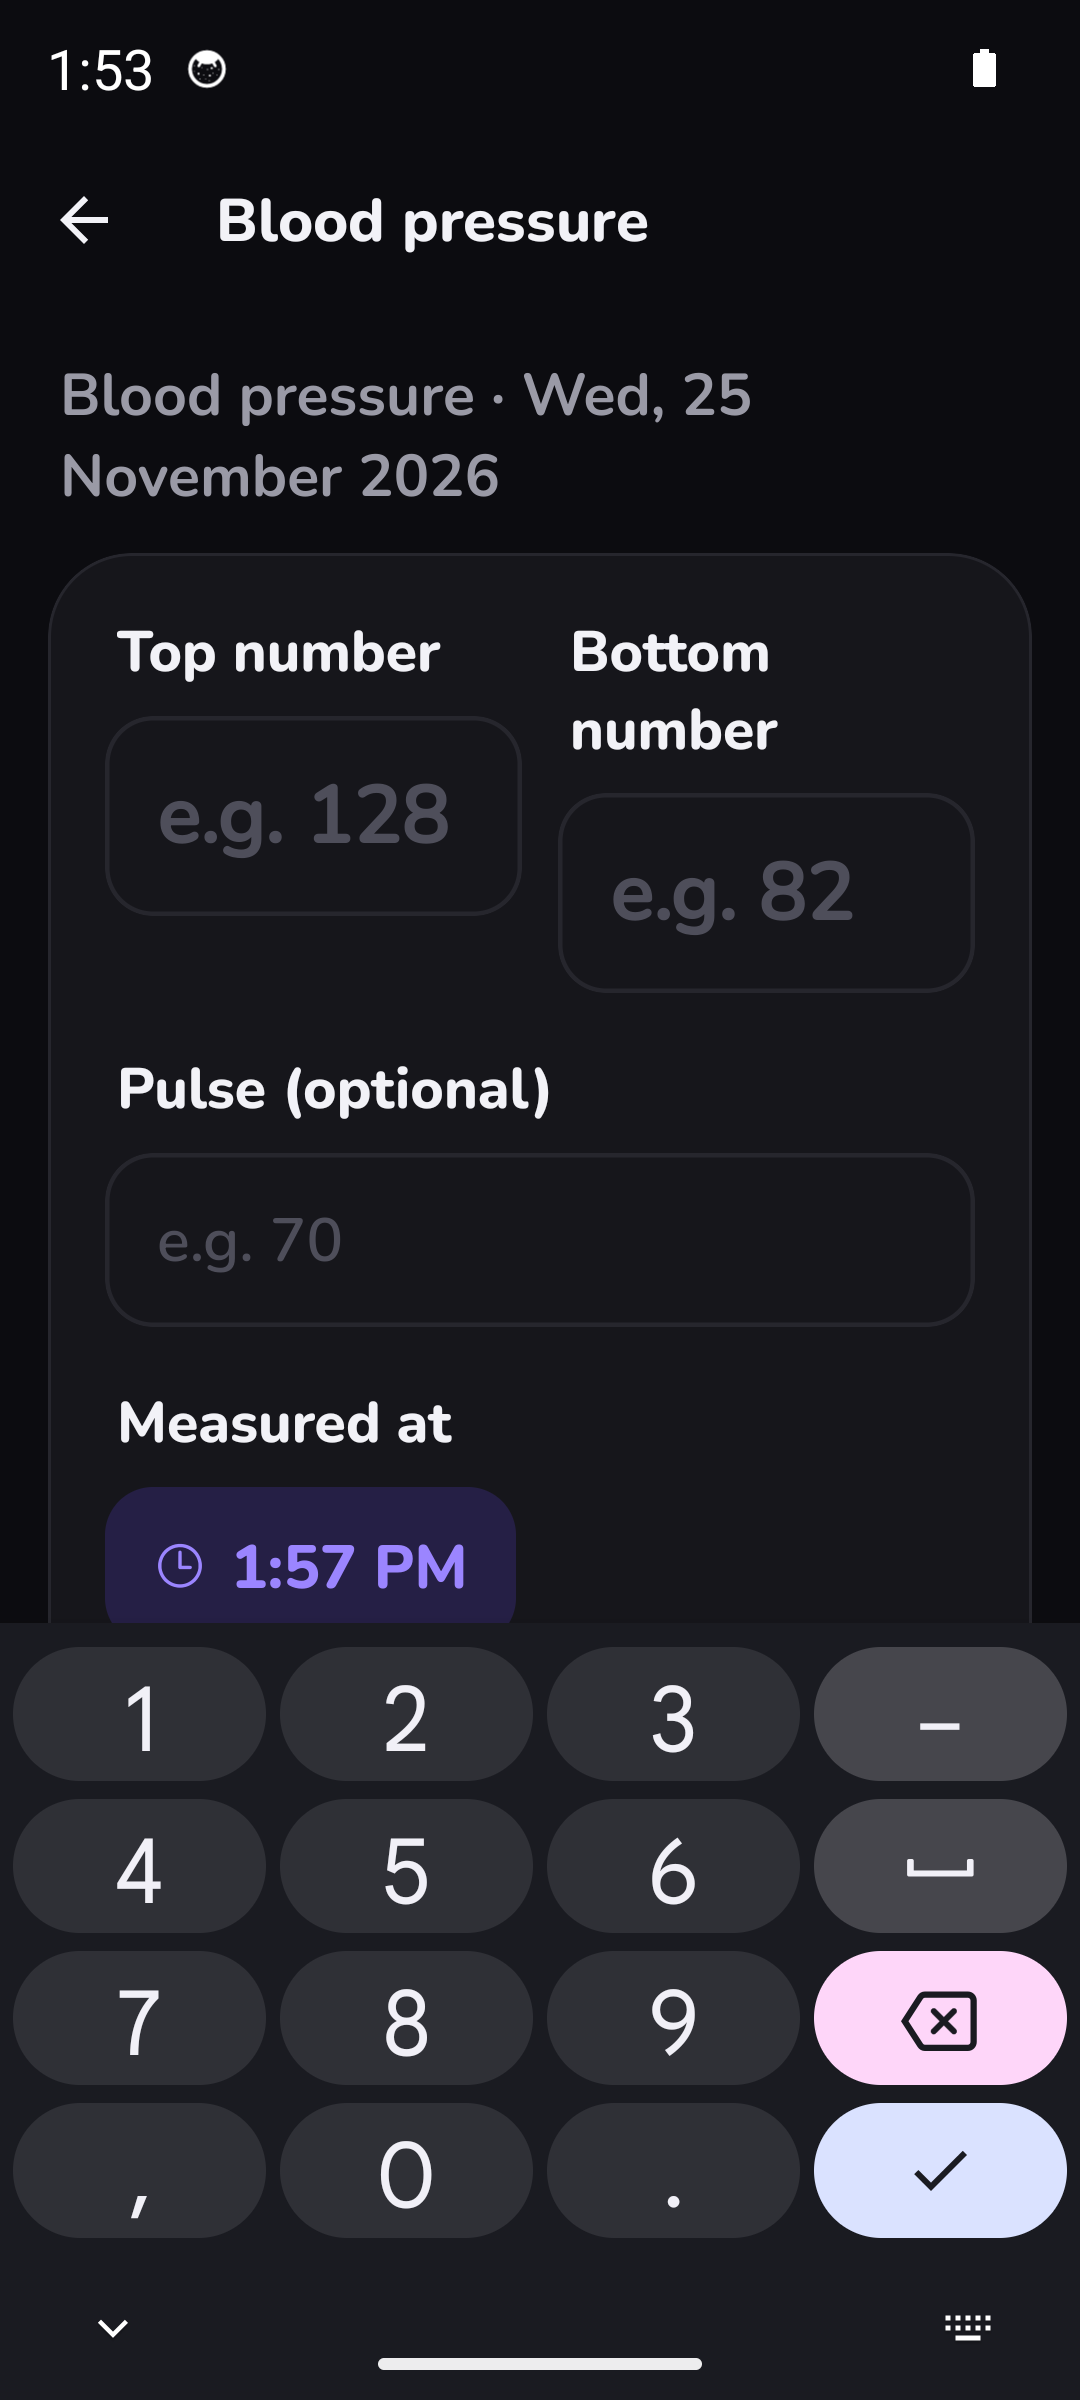 1:53
Blood pressure
Blood pressure · Wed, 25
November 2026
Top number
Bottom
number
e.g. 128
e.g. 82
Pulse (optional)
e.g. 70
Measured at
1:57 PM
1 2 3 –
4 5 6
7 8 9
, 0 .